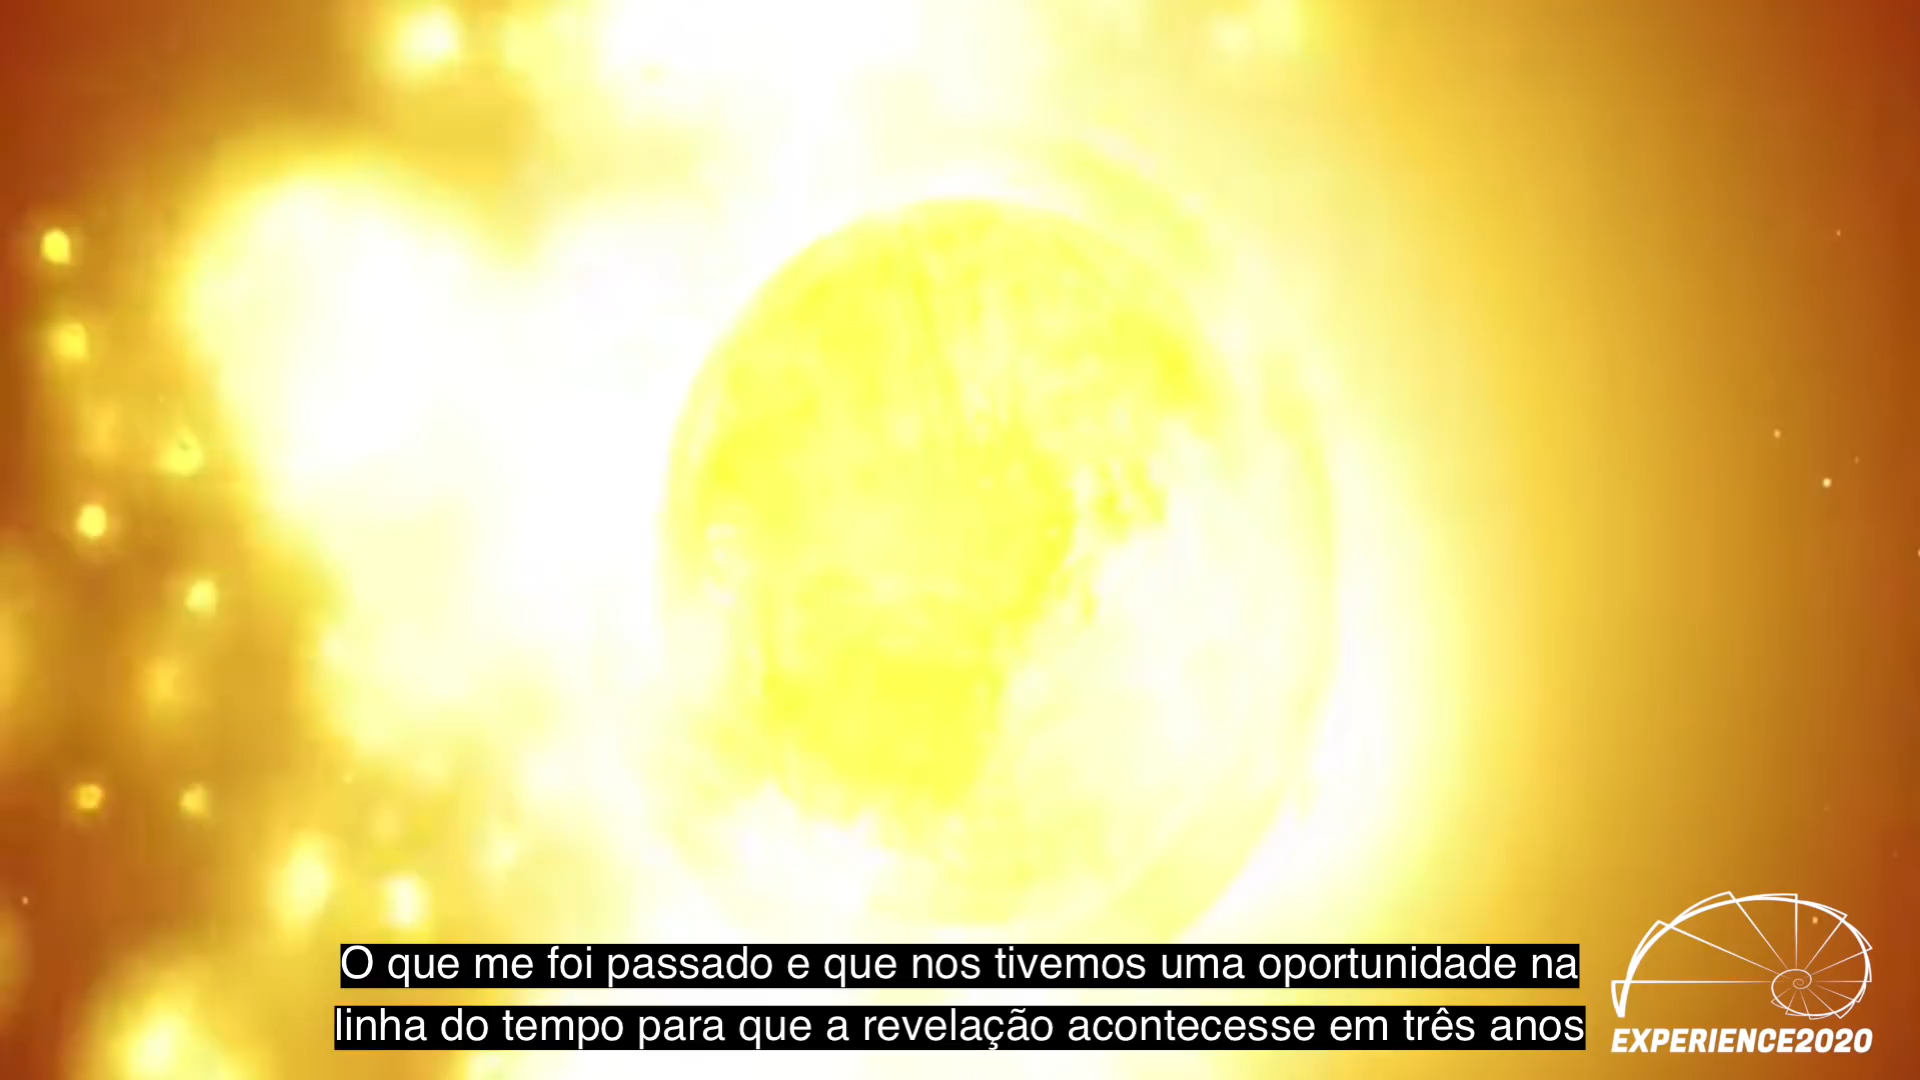 O que me foi passado e que nos tivemos uma oportunidade na
linha do tempo para que a revelação acontecesse em três anos
EXPERIENCE2020